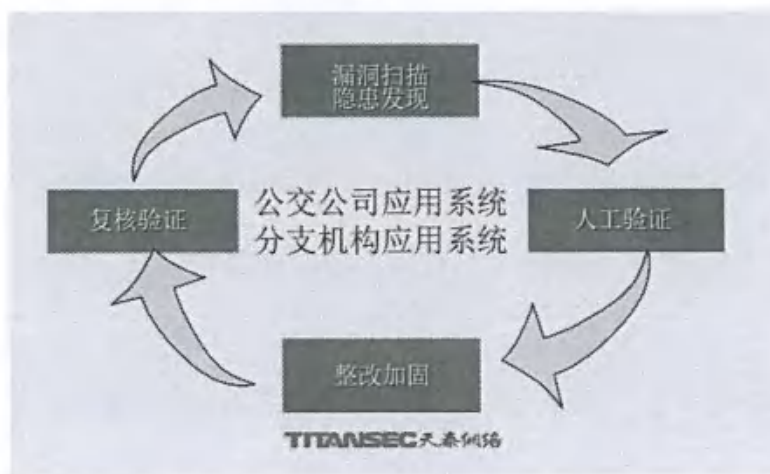 漏洞扫描
隐患发现
复核验证
公交公司应用系统
分支机构应用系统
人工验证
整改加固
TITANSEC天泰网络